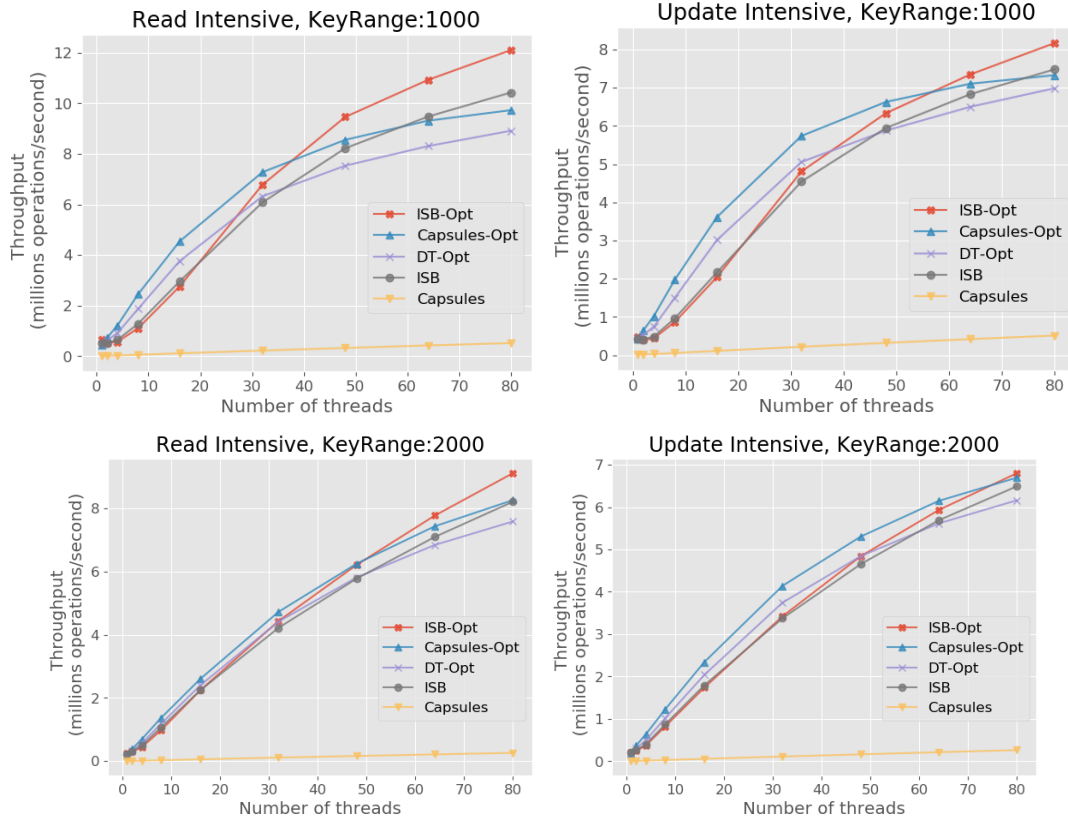 Read Intensive, KeyRange:1000
Throughput
(millions operations/second)
12
10
8
6
4
2
0
ISB-Opt
Capsules-Opt
DT-Opt
ISB
Capsules
0 10 20 30 40 50 60 70 80
Number of threads
Update Intensive, KeyRange:1000
Throughput
(millions operations/second)
8
7
6
5
4
3
2
1
0
ISB-Opt
Capsules-Opt
DT-Opt
ISB
Capsules
0 10 20 30 40 50 60 70 80
Number of threads
Read Intensive, KeyRange:2000
Throughput
(millions operations/second)
8
6
4
2
0
ISB-Opt
Capsules-Opt
DT-Opt
ISB
Capsules
0 10 20 30 40 50 60 70 80
Number of threads
Update Intensive, KeyRange:2000
Throughput
(millions operations/second)
7
6
5
4
3
2
1
0
ISB-Opt
Capsules-Opt
DT-Opt
ISB
Capsules
0 10 20 30 40 50 60 70 80
Number of threads